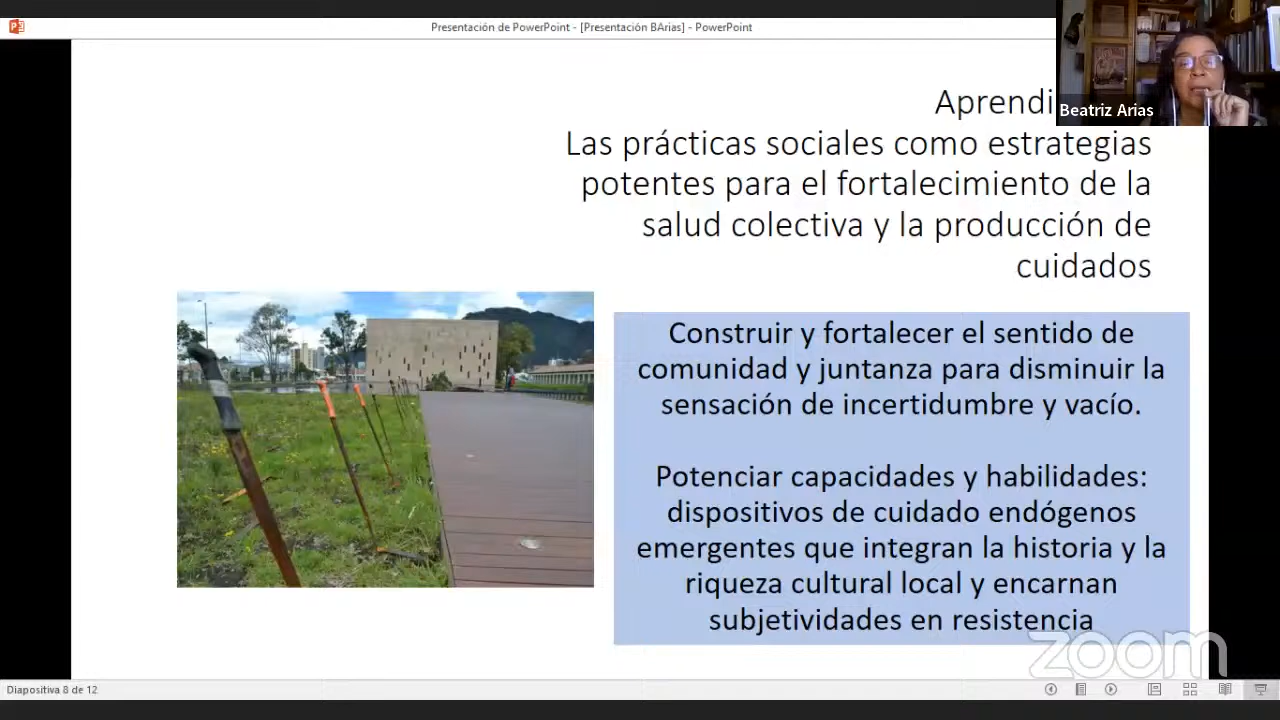 Presentación de PowerPoint - [Presentación BArias] - PowerPoint
Beatriz Arias
Las prácticas sociales como estrategias
potentes para el fortalecimiento de la
salud colectiva y la producción de
cuidados
Construir y fortalecer el sentido de
comunidad y juntanza para disminuir la
sensación de incertidumbre y vacío.
Potenciar capacidades y habilidades:
dispositivos de cuidado endógenos
emergentes que integran la historia y la
riqueza cultural local y encarnan
subjetividades en resistencia
zoom
Diapositiva 8 de 12